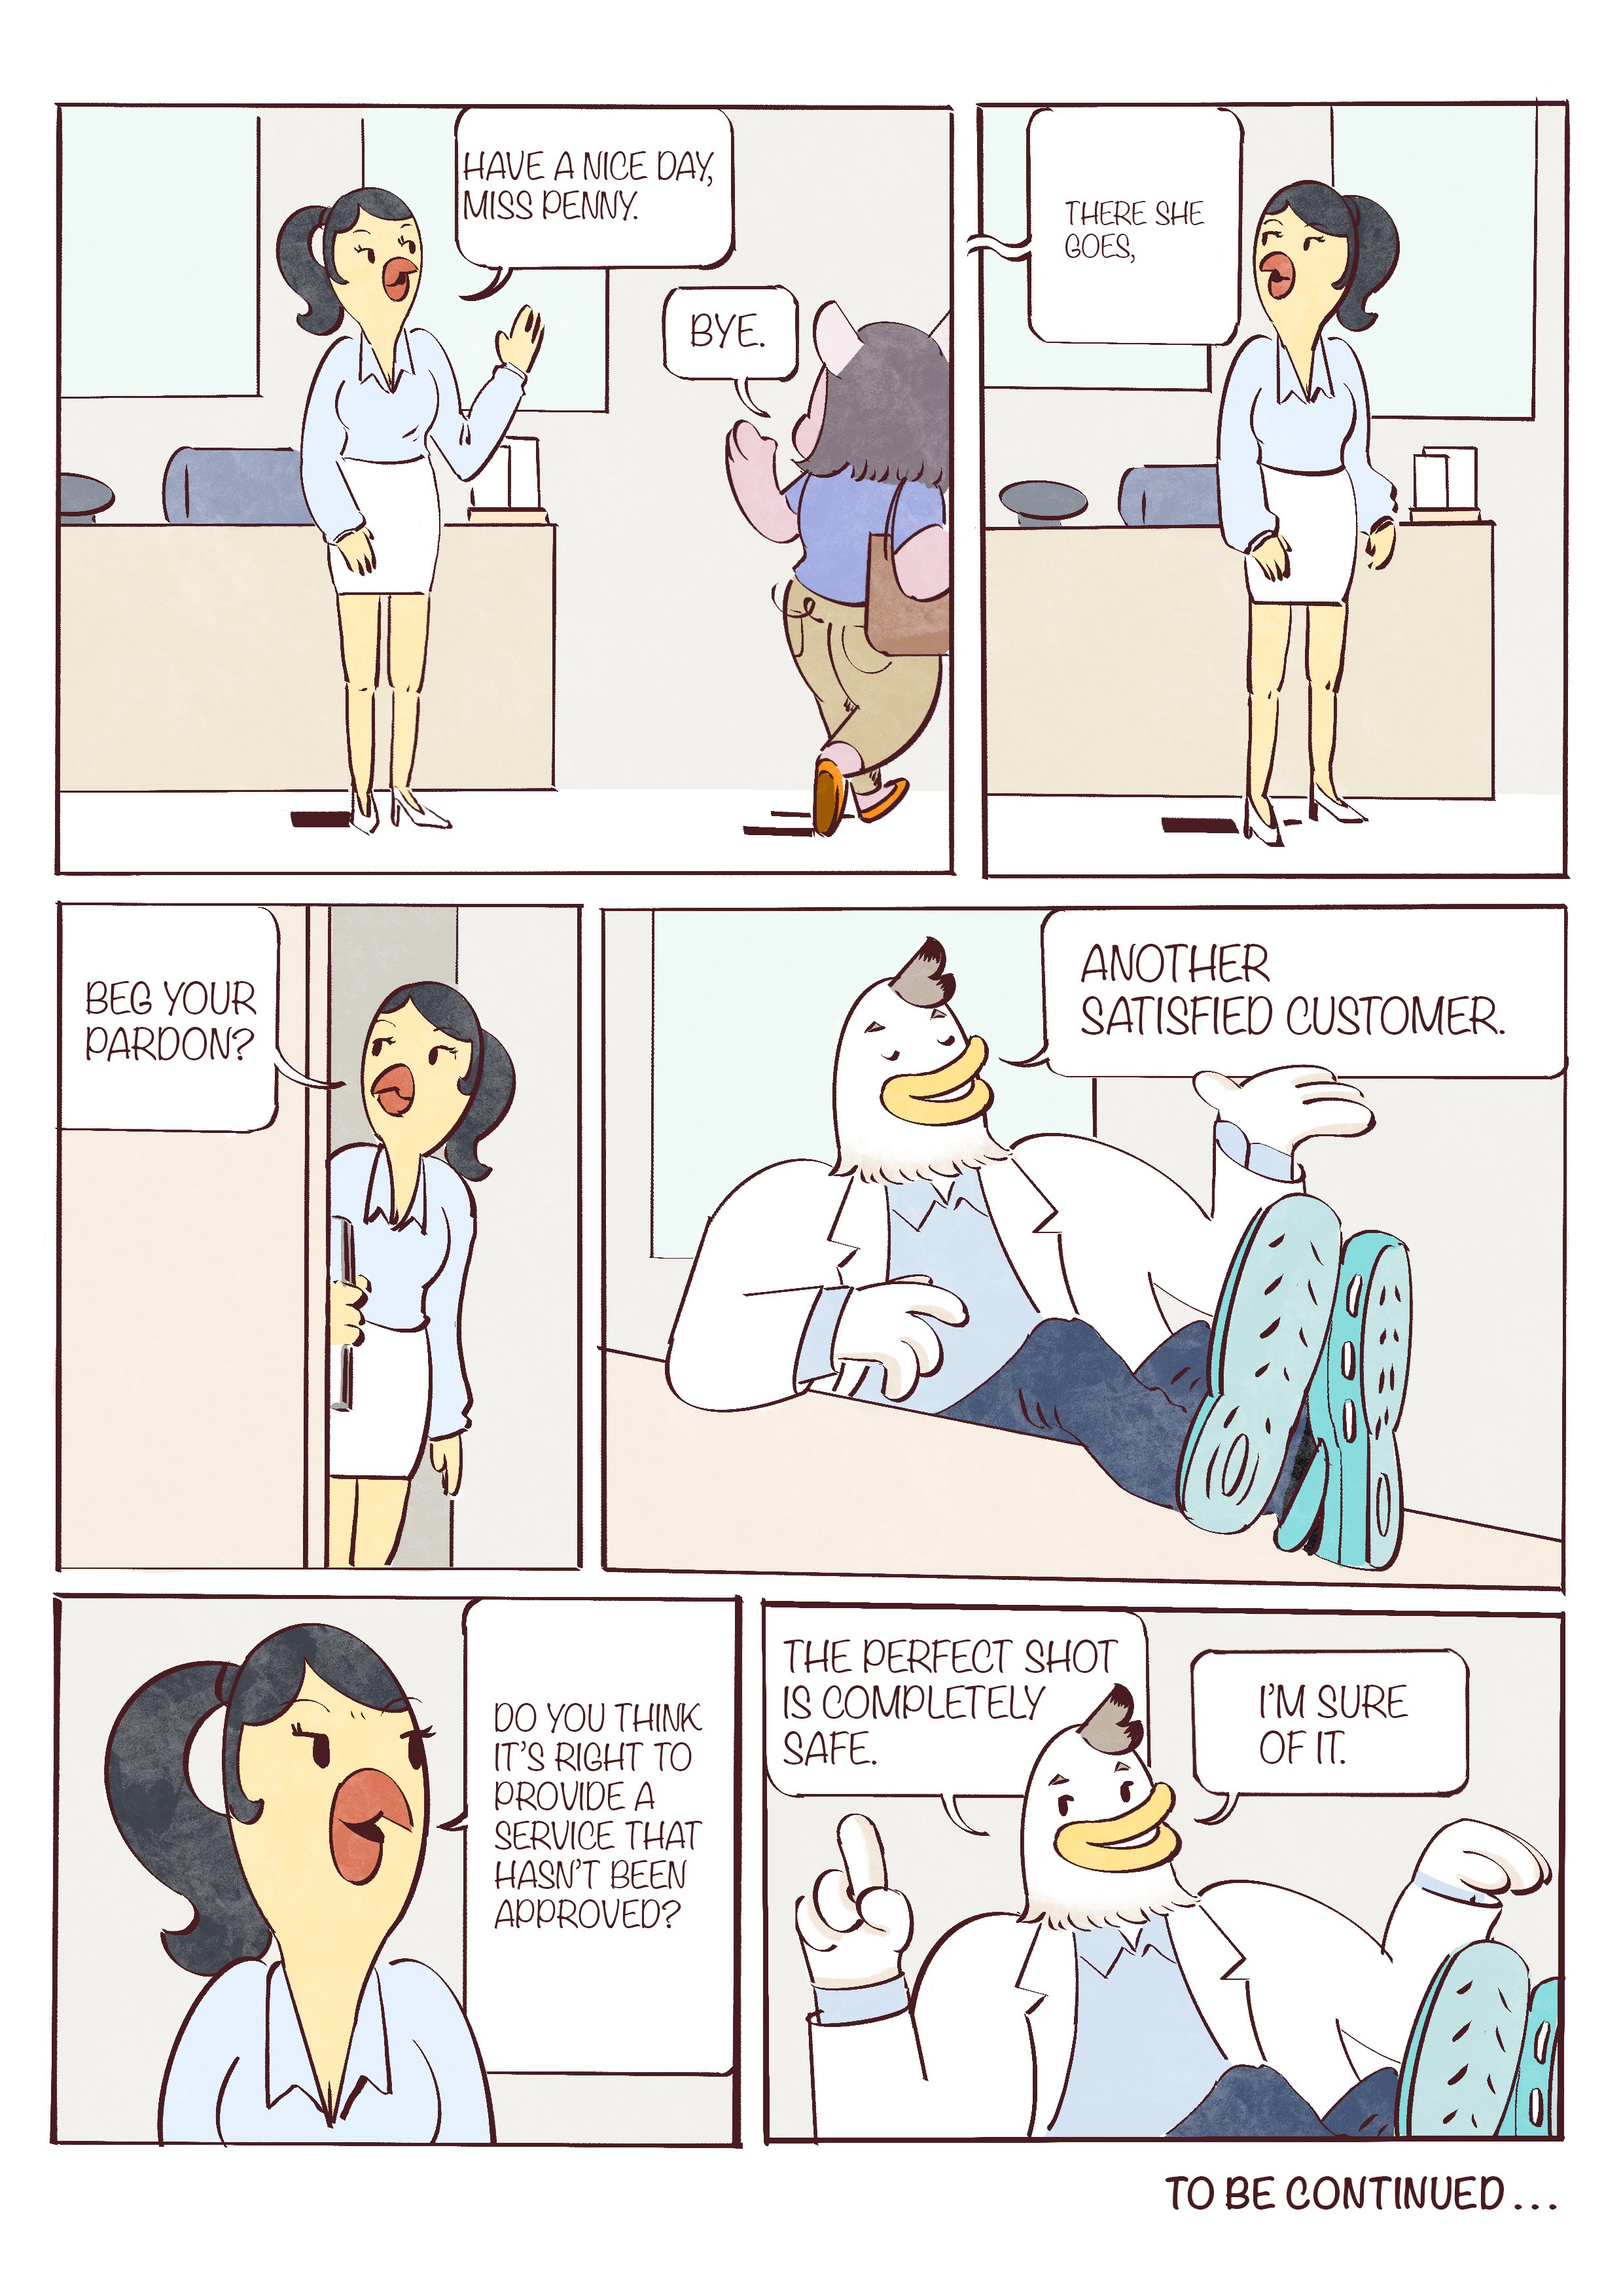 HAVE A NICE DAY,
MISS PENNY.
BYE.
THERE SHE
GOES,
BEG YOUR
PARDON?
ANOTHER
SATISFIED CUSTOMER.
DO YOU THINK
IT'S RIGHT TO
PROVIDE A
SERVICE THAT
HASN'T BEEN
APPROVED?
THE PERFECT SHOT
IS COMPLETELY
SAFE.
I'M SURE
OF IT.
TO BE CONTINUED...